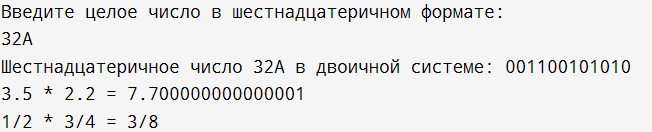 Введите целое число в шестнадцатеричном формате:
32A
Шестнадцатеричное число 32A в двоичной системе: 001100101010
3.5 * 2.2 = 7.700000000000001
1/2 * 3/4 = 3/8